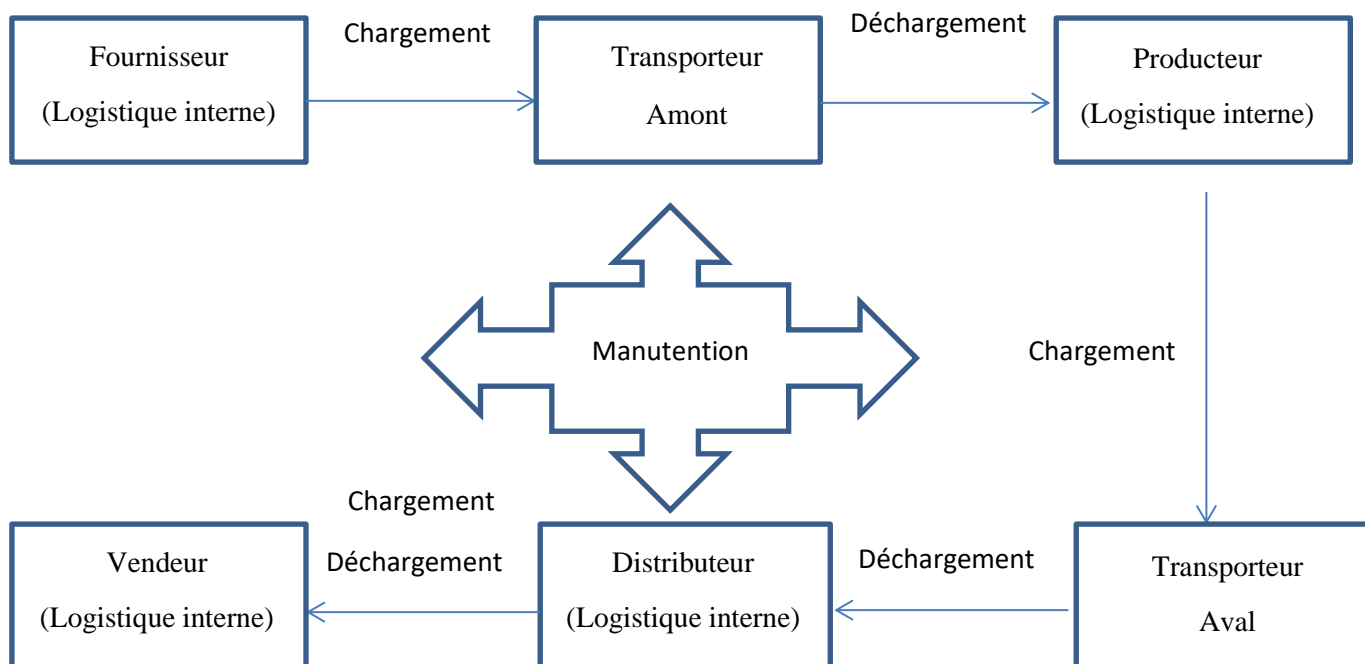 Fournisseur
(Logistique interne)
Chargement
Transporteur
Amont
Déchargement
Producteur
(Logistique interne)
Manutention
Chargement
Chargement
Déchargement
Vendeur
(Logistique interne)
Distributeur
(Logistique interne)
Déchargement
Transporteur
Aval